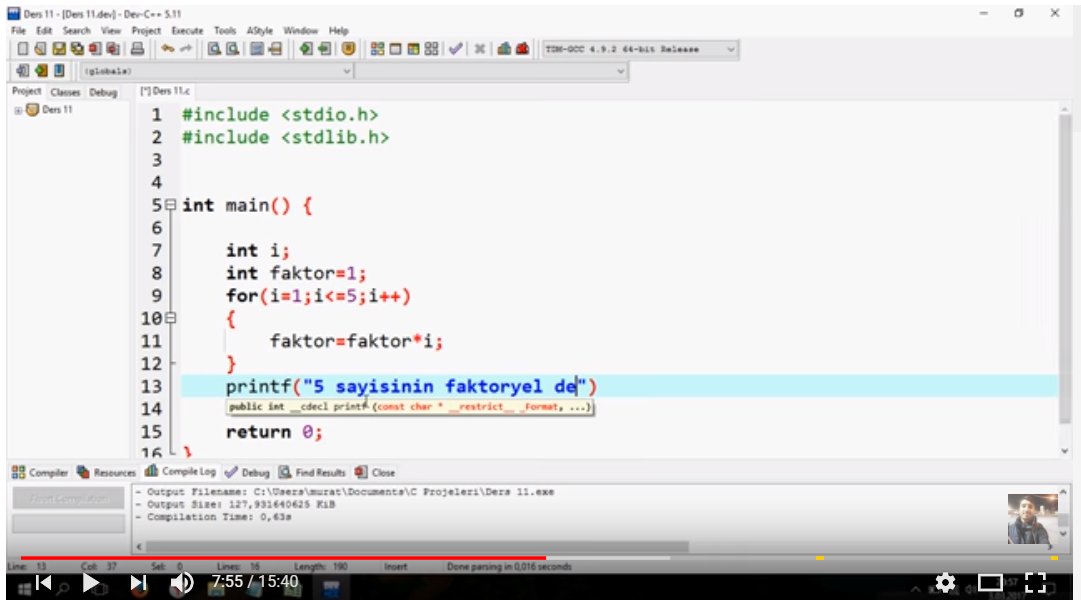 Ders 11 - [Ders 11.dev] - Dev-C++ 5.11
File Edit Search View Project Execute Tools AStyle Window Help
TDM-GCC 4.9.2 64-bit Release
(globals)
Project Classes Debug [*] Ders 11.c
Ders 11
1 #include <stdio.h>
2 #include <stdlib.h>
3
4
5 int main() {
6
7 int i;
8 int faktor=1;
9 for(i=1;i<=5;i++)
10 {
11 faktor=faktor*i;
12 }
13 printf("5 sayisinin faktoryel de")
public int __cdecl printf (const char * __restrict__ _Format, ...)
14
15 return 0;
16 }
Compiler Resources Compile Log Debug Find Results Close
Abort Compilation
- Output Filename: C:\Users\murat\Documents\C Projeleri\Ders 11.exe
- Output Size: 127,931640625 KiB
- Compilation Time: 0,63s
Line: 13 Col: 37 Sel: 0 Lines: 16 Length: 190 Insert Done parsing in 0,016 seconds
7:55 / 15:40